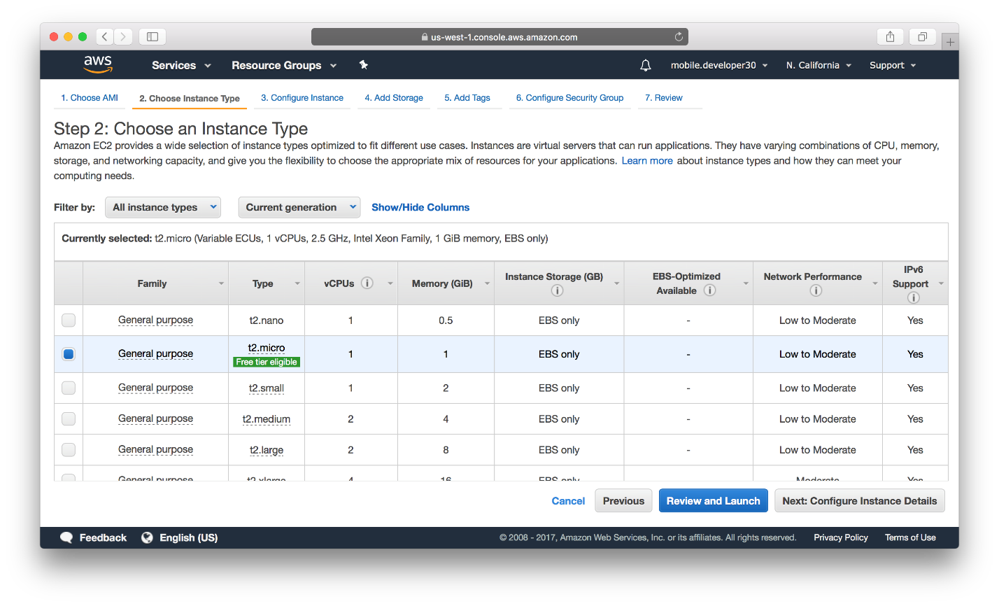 us-west-1.console.aws.amazon.com
aws Services Resource Groups mobile.developer30 N. California Support
1. Choose AMI 2. Choose Instance Type 3. Configure Instance 4. Add Storage 5. Add Tags 6. Configure Security Group 7. Review
Step 2: Choose an Instance Type
Amazon EC2 provides a wide selection of instance types optimized to fit different use cases. Instances are virtual servers that can run applications. They have varying combinations of CPU, memory,
storage, and networking capacity, and give you the flexibility to choose the appropriate mix of resources for your applications. Learn more about instance types and how they can meet your
computing needs.
Filter by: All instance types Current generation Show/Hide Columns
Currently selected: t2.micro (Variable ECUs, 1 vCPUs, 2.5 GHz, Intel Xeon Family, 1 GiB memory, EBS only)
Family Type vCPUs Memory (GiB) Instance Storage (GB) EBS-Optimized Available Network Performance IPv6 Support
General purpose t2.nano 1 0.5 EBS only - Low to Moderate Yes
General purpose t2.micro Free tier eligible 1 1 EBS only - Low to Moderate Yes
General purpose t2.small 1 2 EBS only - Low to Moderate Yes
General purpose t2.medium 2 4 EBS only - Low to Moderate Yes
General purpose t2.large 2 8 EBS only - Low to Moderate Yes
General purpose t2.xlarge 4 16 EBS only - Moderate Yes
Cancel Previous Review and Launch Next: Configure Instance Details
Feedback English (US) © 2008 - 2017, Amazon Web Services, Inc. or its affiliates. All rights reserved. Privacy Policy Terms of Use